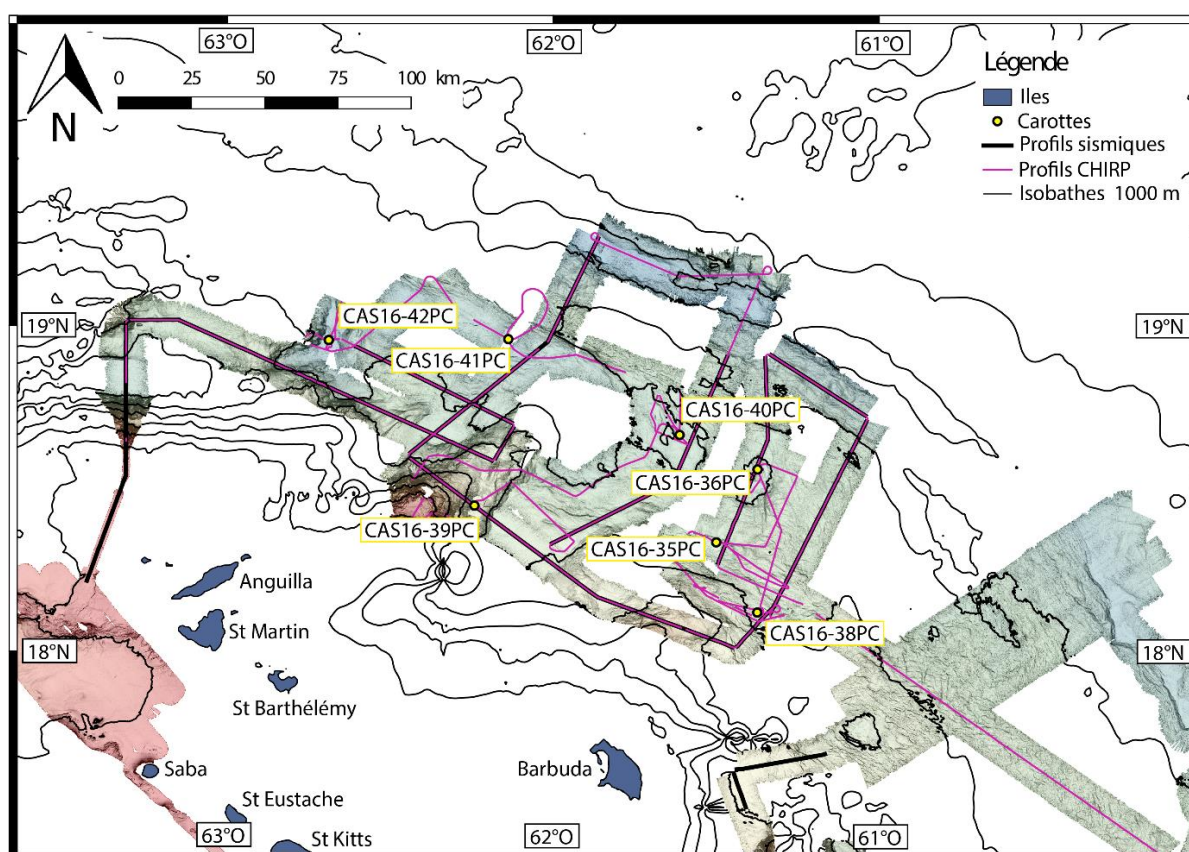 63°O
62°O
61°O
0 25 50 75 100 km
N
Légende
Iles
Carottes
Profils sismiques
Profils CHIRP
Isobathes 1000 m
19°N
19°N
CAS16-42PC
CAS16-41PC
CAS16-40PC
CAS16-36PC
CAS16-39PC
CAS16-35PC
CAS16-38PC
Anguilla
St Martin
18°N
18°N
St Barthélémy
Saba
Barbuda
St Eustache
63°O
62°O
61°O
St Kitts